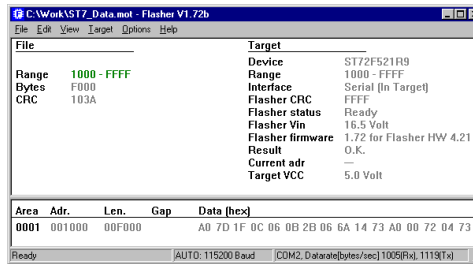 C:\Work\ST7_Data.mot - Flasher V1.72b
File Edit View Target Options Help
File Target
Device ST72F521R9
Range 1000 - FFFF Range 1000 - FFFF
Bytes F000 Interface Serial (In Target)
CRC 103A Flasher CRC FFFF
Flasher status Ready
Flasher Vin 16.5 Volt
Flasher firmware 1.72 for Flasher HW 4.21
Result O.K.
Current adr —
Target VCC 5.0 Volt
Area Adr. Len. Gap Data (hex)
0001 001000 00F000 A0 7D 1F 0C 06 0B 2B 06 6A 14 73 A0 00 72 04 73
Ready AUTO: 115200 Baud COM2, Datarate[bytes/sec] 1005(Rx), 1119(Tx)